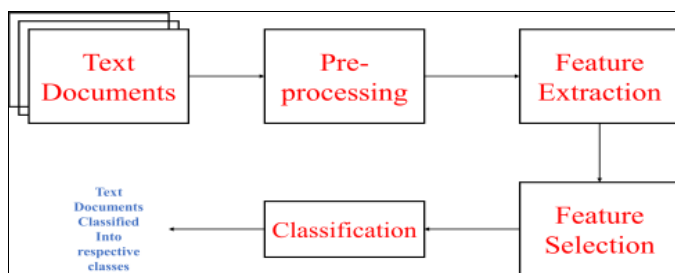 Text
Documents
Pre-
processing
Feature
Extraction
Feature
Selection
Classification
Text
Documents
Classified
Into
respective
classes